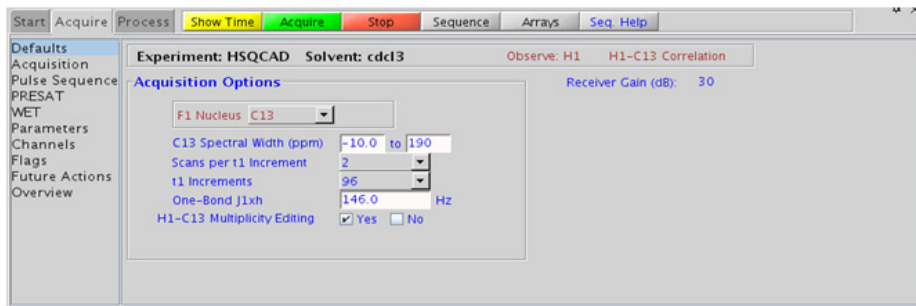 Start Acquire Process Show Time Acquire Stop Sequence Arrays Seq. Help
Defaults
Acquisition
Pulse Sequence
PRESAT
WET
Parameters
Channels
Flags
Future Actions
Overview
Experiment: HSQCAD Solvent: cdcl3 Observe: H1 H1-C13 Correlation
Acquisition Options
Receiver Gain (dB): 30
F1 Nucleus C13
C13 Spectral Width (ppm) -10.0 to 190
Scans per t1 Increment 2
t1 Increments 96
One-Bond J1xh 146.0 Hz
H1-C13 Multiplicity Editing Yes No